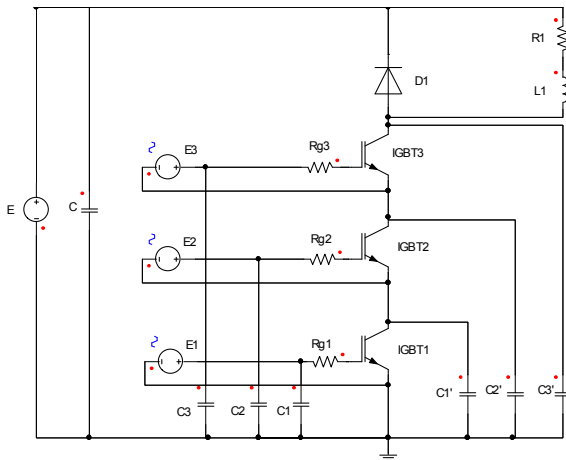 R1
D1
L1
E3
Rg3
IGBT3
E
C
E2
Rg2
IGBT2
E1
Rg1
IGBT1
C3
C2
C1
C1'
C2'
C3'